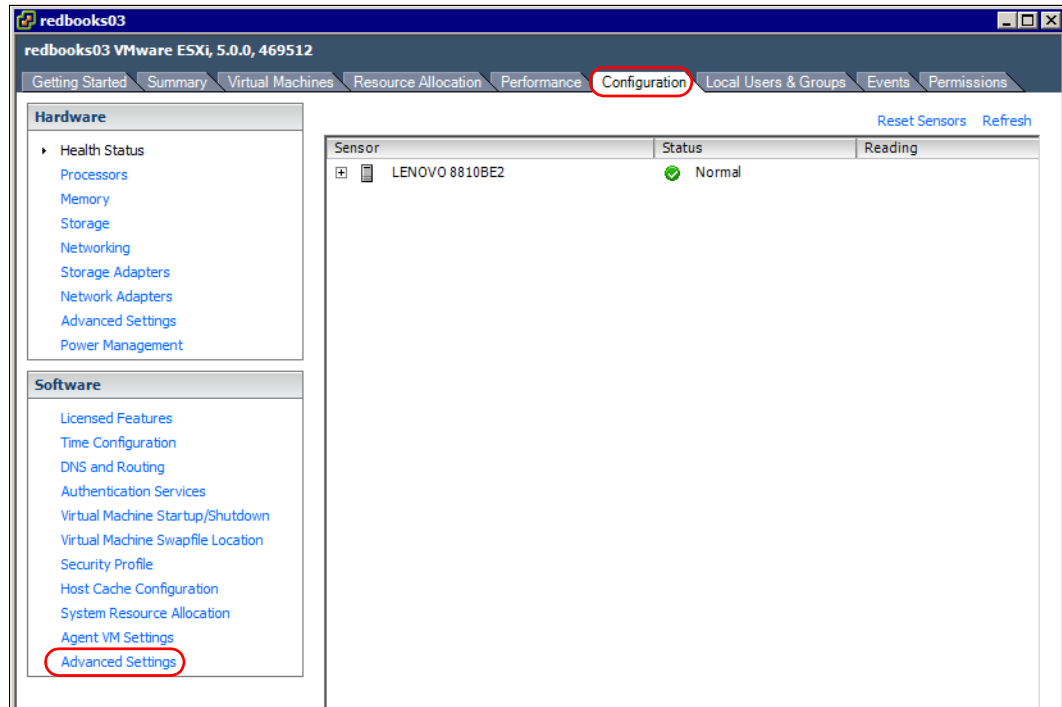 redbooks03
redbooks03 VMware ESXi, 5.0.0, 469512
Getting Started Summary Virtual Machines Resource Allocation Performance Configuration Local Users & Groups Events Permissions
Hardware
Health Status
Processors
Memory
Storage
Networking
Storage Adapters
Network Adapters
Advanced Settings
Power Management
Software
Licensed Features
Time Configuration
DNS and Routing
Authentication Services
Virtual Machine Startup/Shutdown
Virtual Machine Swapfile Location
Security Profile
Host Cache Configuration
System Resource Allocation
Agent VM Settings
Advanced Settings
Reset Sensors Refresh
Sensor Status Reading
LENOVO 8810BE2 Normal